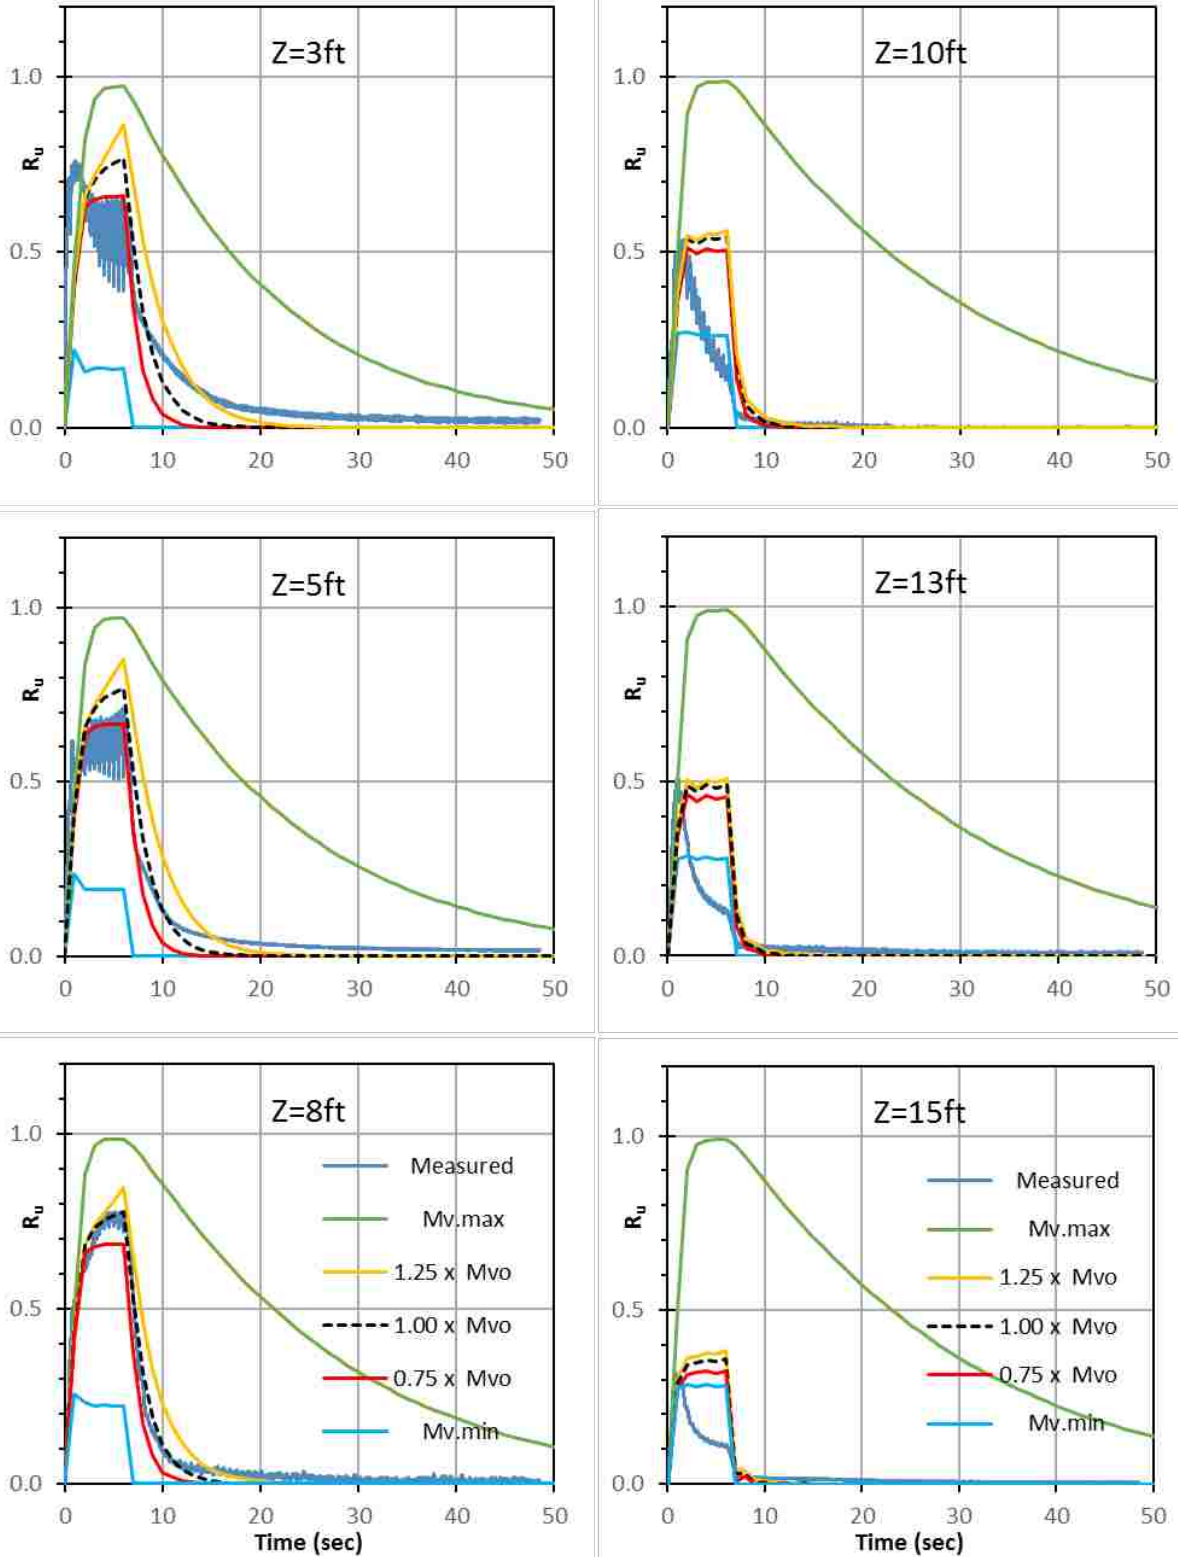 Z=3ft
1.0
Ru
0.5
0.0
0 10 20 30 40 50
Z=10ft
1.0
Ru
0.5
0.0
0 10 20 30 40 50
Z=5ft
1.0
Ru
0.5
0.0
0 10 20 30 40 50
Z=13ft
1.0
Ru
0.5
0.0
0 10 20 30 40 50
Z=8ft
1.0
Ru
0.5
0.0
Measured
Mv.max
1.25 x Mvo
1.00 x Mvo
0.75 x Mvo
Mv.min
0 10 20 30 40 50
Time (sec)
Z=15ft
1.0
Ru
0.5
0.0
Measured
Mv.max
1.25 x Mvo
1.00 x Mvo
0.75 x Mvo
Mv.min
0 10 20 30 40 50
Time (sec)